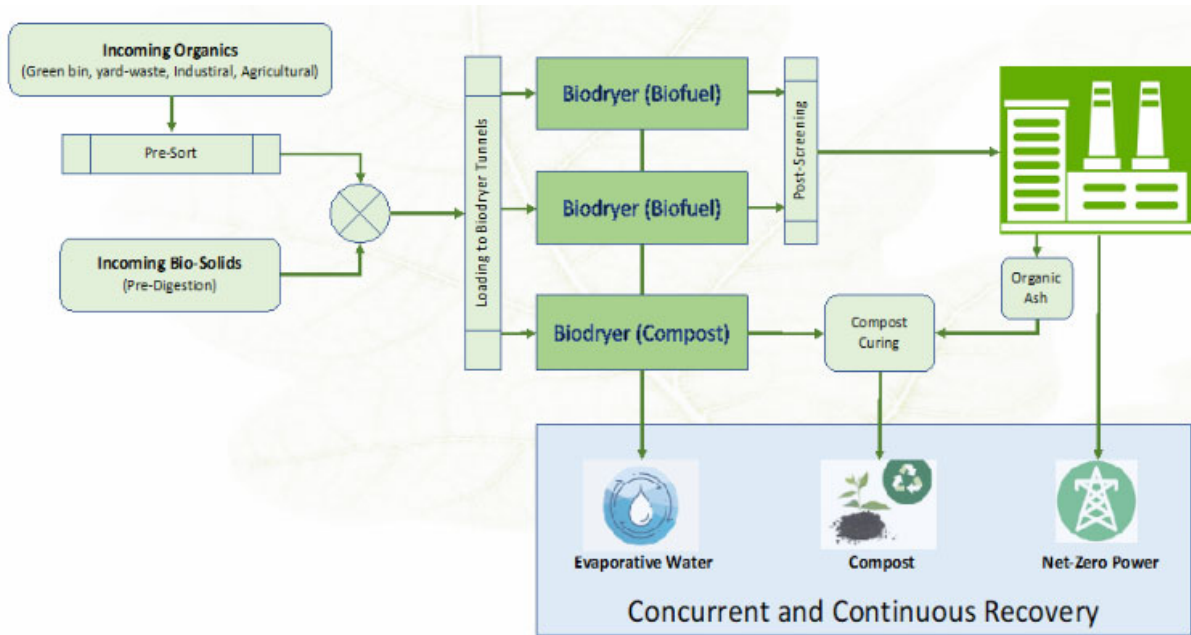 Incoming Organics
(Green bin, yard-waste, Industiral, Agricultural)
Pre-Sort
Incoming Bio-Solids
(Pre-Digestion)
Loading to Biodryer Tunnels
Biodryer (Biofuel)
Biodryer (Biofuel)
Biodryer (Compost)
Post-Screening
Organic
Ash
Compost
Curing
Evaporative Water
Compost
Net-Zero Power
Concurrent and Continuous Recovery